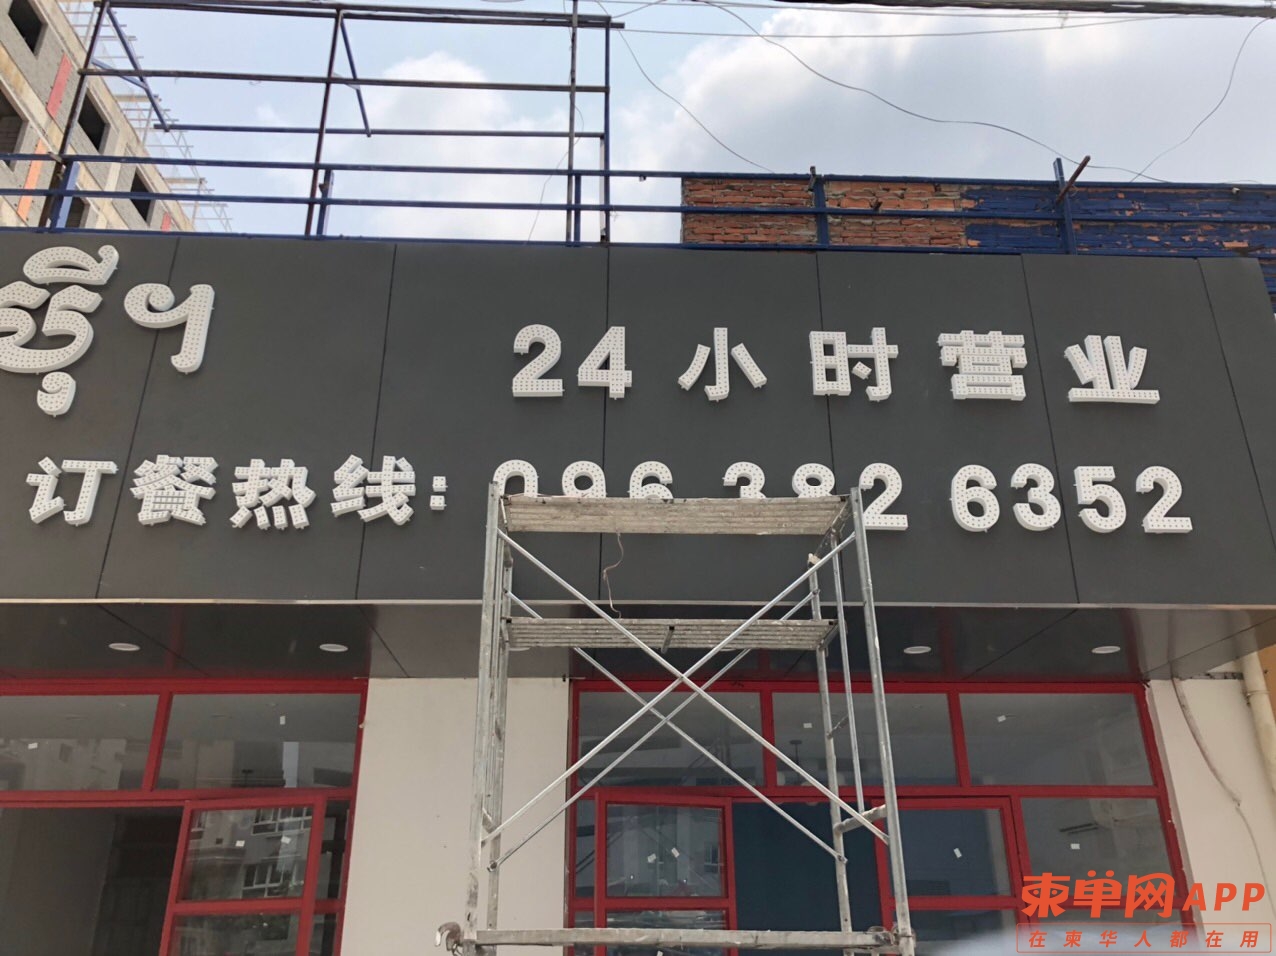 24小时营业
订餐热线: 096 382 6352
柬单网APP
在柬华人都在用